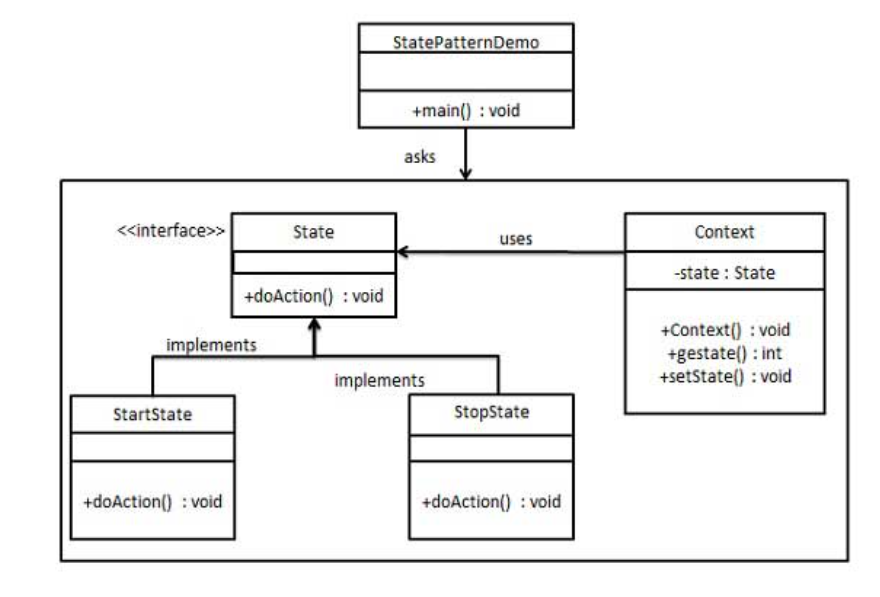 StatePatternDemo
+main() : void
asks
<<interface>>
State
+doAction() : void
uses
Context
-state : State
+Context() : void
+gestate() : int
+setState() : void
implements
implements
StartState
+doAction() : void
StopState
+doAction() : void